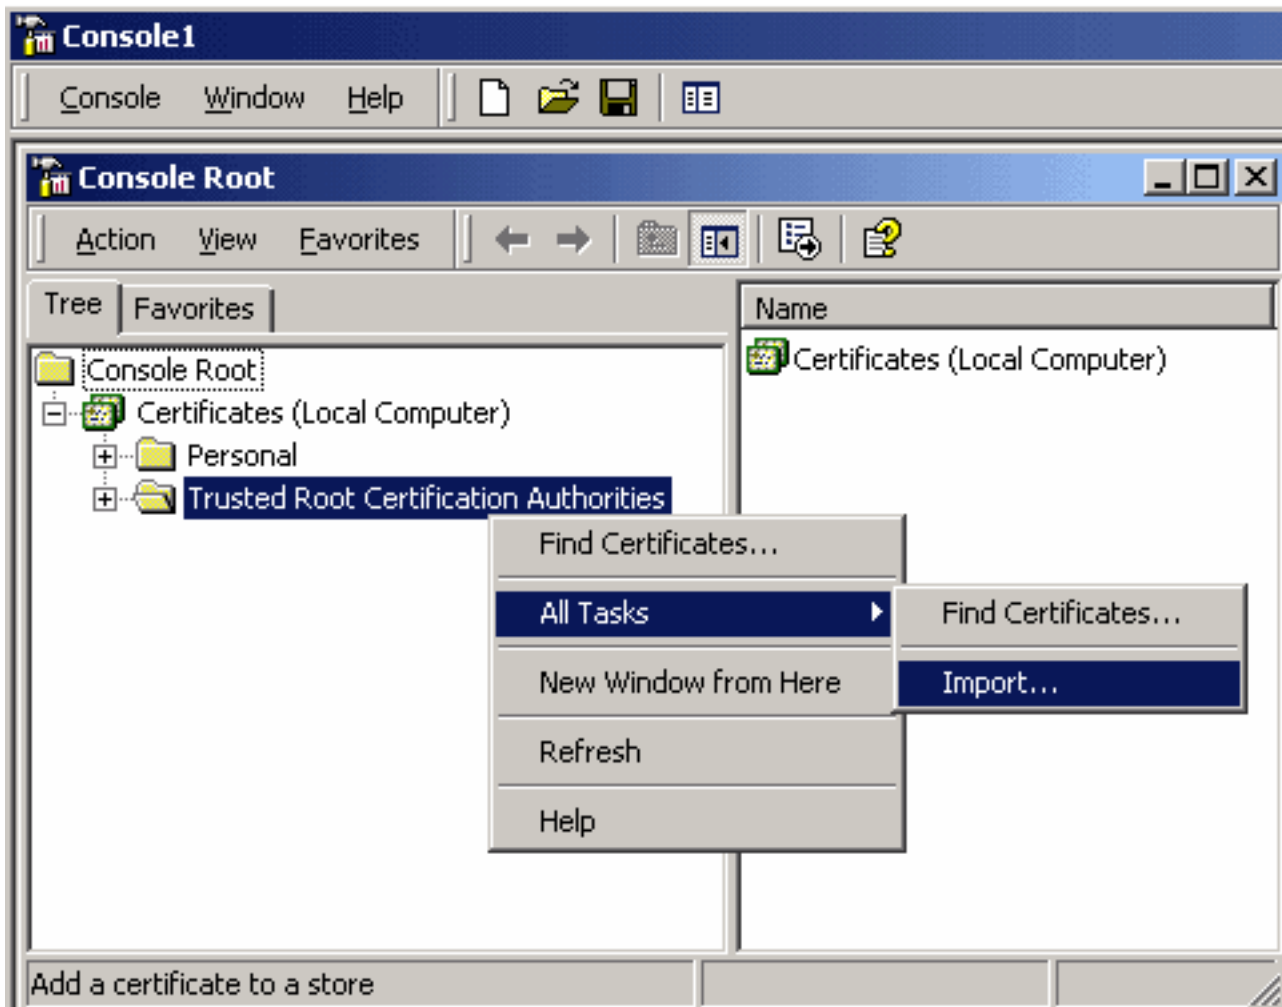 Console1
Console Window Help
Console Root
Action View Favorites
Tree Favorites
Name
Console Root
Certificates (Local Computer)
Certificates (Local Computer)
Personal
Trusted Root Certification Authorities
Find Certificates...
All Tasks
Find Certificates...
New Window from Here
Import...
Refresh
Help
Add a certificate to a store